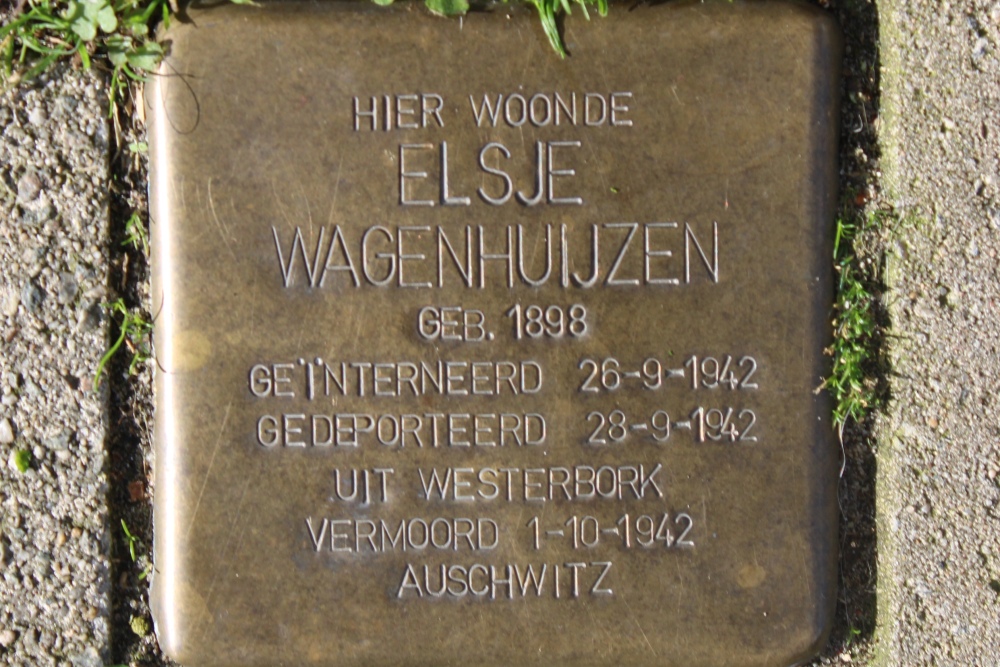 HIER WOONDE
ELSJE
WAGENHUIJZEN
GEB. 1898
GEÏNTERNEERD 26-9-1942
GEDEPORTEERD 28-9-1942
UIT WESTERBORK
VERMOORD 1-10-1942
AUSCHWITZ